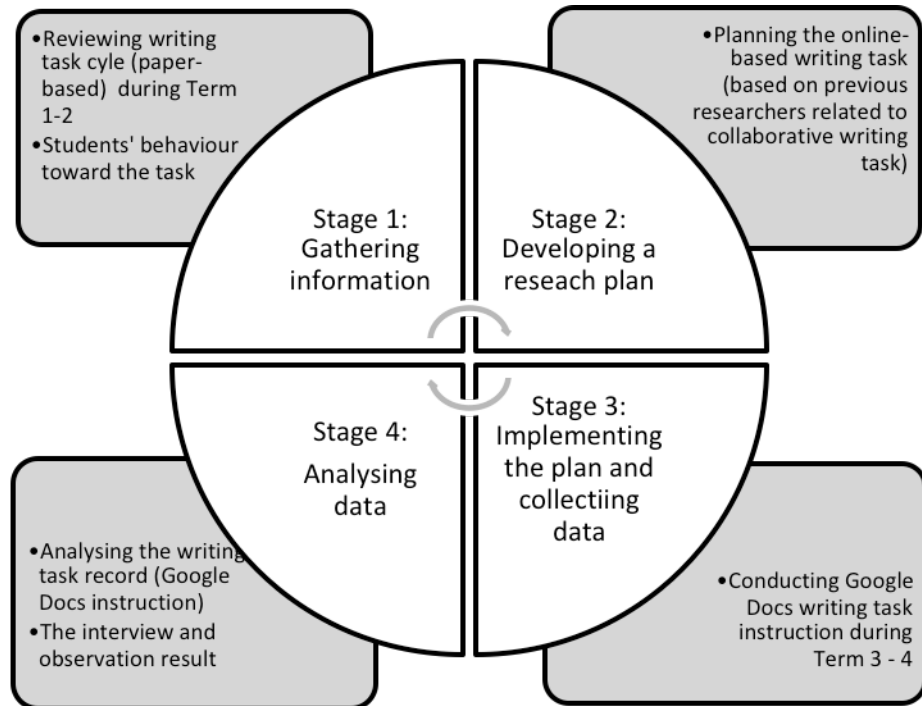 •Reviewing writing
task cyle (paper-
based)  during Term
1-2
•Students' behaviour
toward the task
•Planning the online-
based writing task
(based on previous
researchers related to
collaborative writing
task)
Stage 1:
Gathering
information
Stage 2:
Developing a
reseach plan
Stage 4:
Analysing
data
Stage 3:
Implementing
the plan and
collectiing
data
•Analysing the writing
task record (Google
Docs instruction)
•The interview and
observation result
•Conducting Google
Docs writing task
instruction during
Term 3 - 4